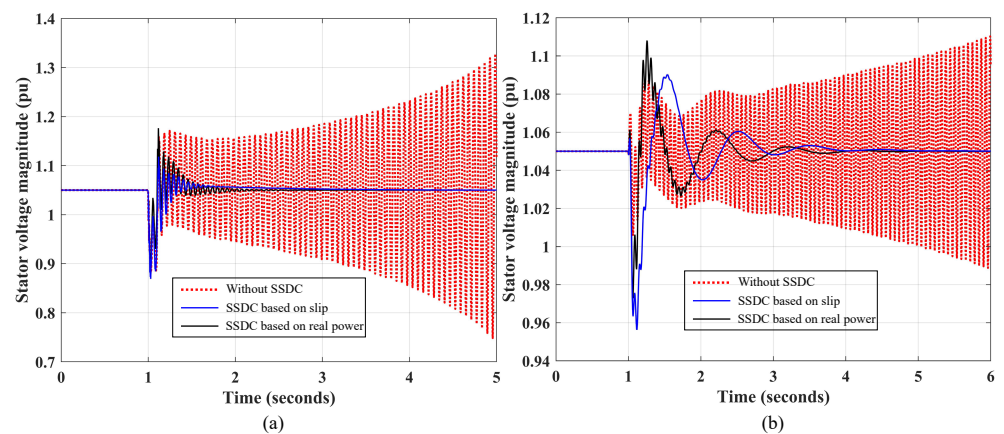 Stator voltage magnitude (pu)
1.4
1.3
1.2
1.1
1
0.9
0.8
0.7
0
1
2
3
4
5
Time (seconds)
Without SSDC
SSDC based on slip
SSDC based on real power
(a)
Stator voltage magnitude (pu)
1.12
1.1
1.08
1.06
1.04
1.02
1
0.98
0.96
0.94
0
1
2
3
4
5
6
Time (seconds)
Without SSDC
SSDC based on slip
SSDC based on real power
(b)